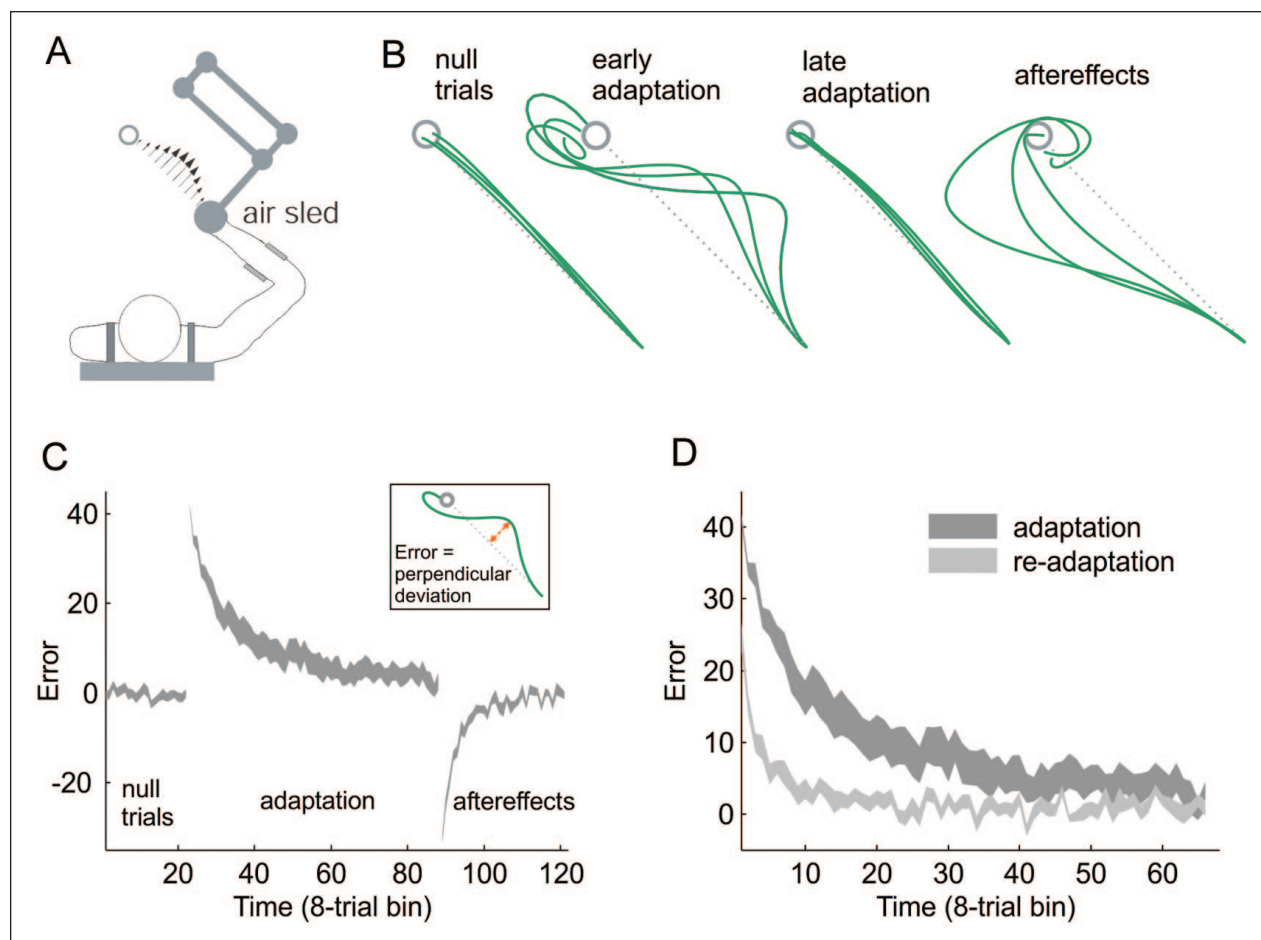 A
air sled
B
null
trials
early
adaptation
late
adaptation
aftereffects
C
40
20
0
-20
Error
null
trials
adaptation
aftereffects
20
40
60
80
100
120
Time (8-trial bin)
Error =
perpendicular
deviation
D
40
30
20
10
0
Error
adaptation
re-adaptation
10
20
30
40
50
60
Time (8-trial bin)